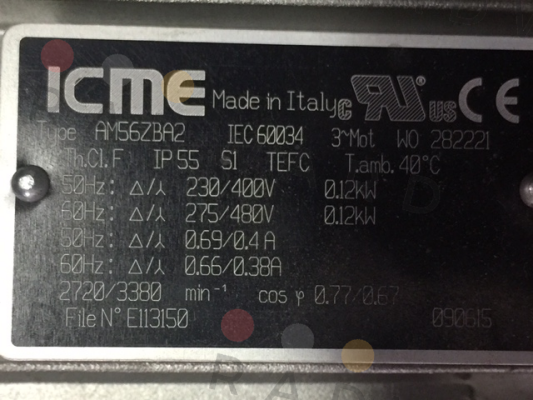 ICME Made in Italy c RU us CE
Type AM56ZBA2 IEC 60034 3~Mot WO 282221
Th.Cl.F IP 55 S1 TEFC T.amb. 40°C
50Hz: Δ/⅄ 230/400V 0.12kW
60Hz: Δ/⅄ 275/480V 0.12kW
50Hz: Δ/⅄ 0.69/0.4 A
60Hz: Δ/⅄ 0.66/0.38A
2720/3380 min⁻¹ cos φ 0.77/0.67
File N° E113150 090615
R A